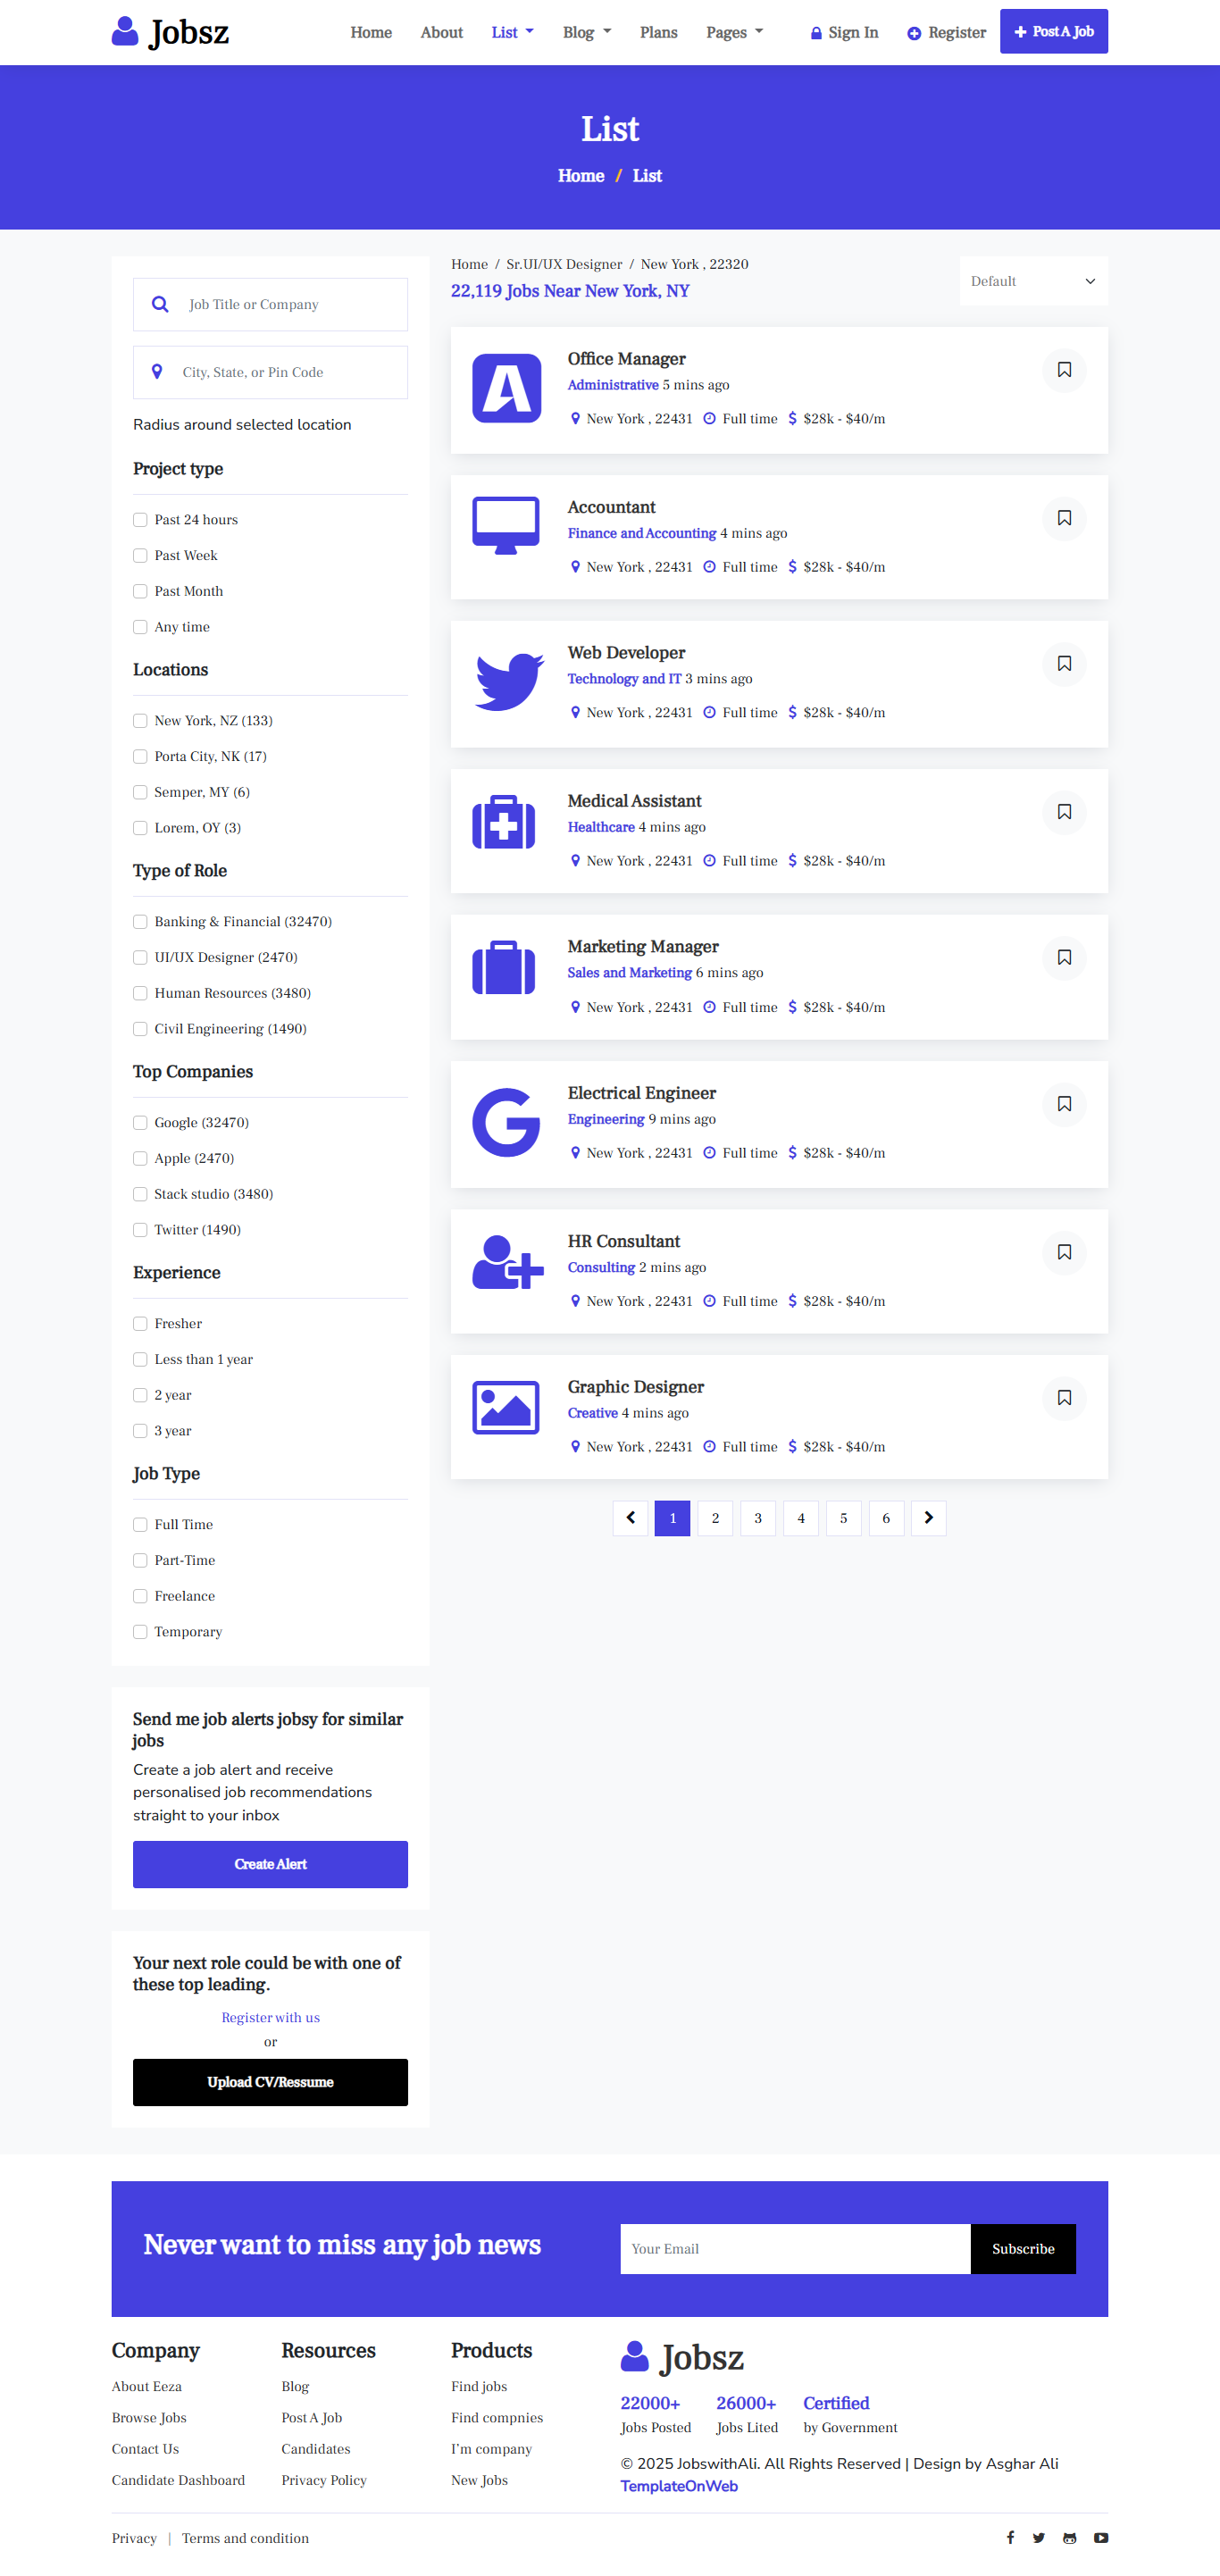 Jobsz
Home About List Blog Plans Pages Sign In Register Post A Job
List
Home / List
Job Title or Company
City, State, or Pin Code
Radius around selected location
Project type
Past 24 hours
Past Week
Past Month
Any time
Locations
New York, NZ (133)
Porta City, NK (17)
Semper, MY (6)
Lorem, OY (3)
Type of Role
Banking & Financial (32470)
UI/UX Designer (2470)
Human Resources (3480)
Civil Engineering (1490)
Top Companies
Google (32470)
Apple (2470)
Stack studio (3480)
Twitter (1490)
Experience
Fresher
Less than 1 year
2 year
3 year
Job Type
Full Time
Part-Time
Freelance
Temporary
Send me job alerts jobsy for similar
jobs
Create a job alert and receive
personalised job recommendations
straight to your inbox
Create Alert
Your next role could be with one of
these top leading.
Register with us
or
Upload CV/Ressume
Home / Sr.UI/UX Designer / New York , 22320
22,119 Jobs Near New York, NY
Default
Office Manager
Administrative 5 mins ago
New York , 22431 Full time $28k - $40/m
Accountant
Finance and Accounting 4 mins ago
New York , 22431 Full time $28k - $40/m
Web Developer
Technology and IT 3 mins ago
New York , 22431 Full time $28k - $40/m
Medical Assistant
Healthcare 4 mins ago
New York , 22431 Full time $28k - $40/m
Marketing Manager
Sales and Marketing 6 mins ago
New York , 22431 Full time $28k - $40/m
Electrical Engineer
Engineering 9 mins ago
New York , 22431 Full time $28k - $40/m
HR Consultant
Consulting 2 mins ago
New York , 22431 Full time $28k - $40/m
Graphic Designer
Creative 4 mins ago
New York , 22431 Full time $28k - $40/m
1 2 3 4 5 6
Never want to miss any job news
Your Email
Subscribe
Company
About Eeza
Browse Jobs
Contact Us
Candidate Dashboard
Resources
Blog
Post A Job
Candidates
Privacy Policy
Products
Find jobs
Find compnies
I'm company
New Jobs
Jobsz
22000+ 26000+ Certified
Jobs Posted Jobs Lited by Government
© 2025 JobswithAli. All Rights Reserved | Design by Asghar Ali
TemplateOnWeb
Privacy | Terms and condition